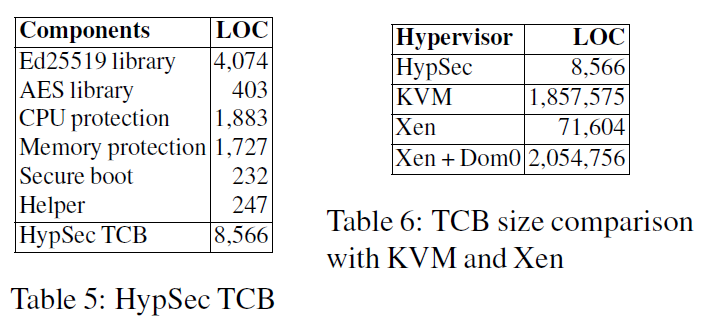 Components LOC
Ed25519 library 4,074
AES library 403
CPU protection 1,883
Memory protection 1,727
Secure boot 232
Helper 247
HypSec TCB 8,566
Table 5: HypSec TCB
Hypervisor LOC
HypSec 8,566
KVM 1,857,575
Xen 71,604
Xen + Dom0 2,054,756
Table 6: TCB size comparison
with KVM and Xen